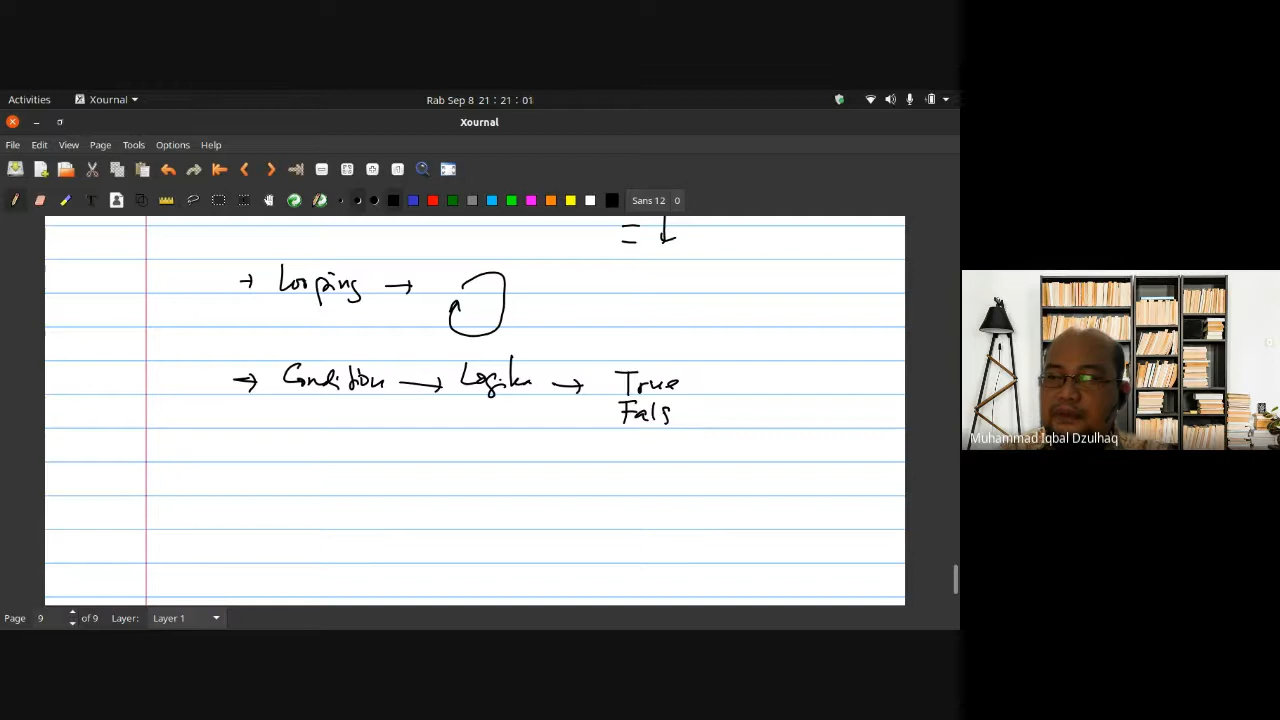 Activities Xournal Rab Sep 8 21:21:01
Xournal
File Edit View Page Tools Options Help
Sans 12 0
= ↓
→ Looping →
→ Condition → Logika → True
Fals
Page 9 of 9 Layer: Layer 1
Muhammad Iqbal Dzulhaq